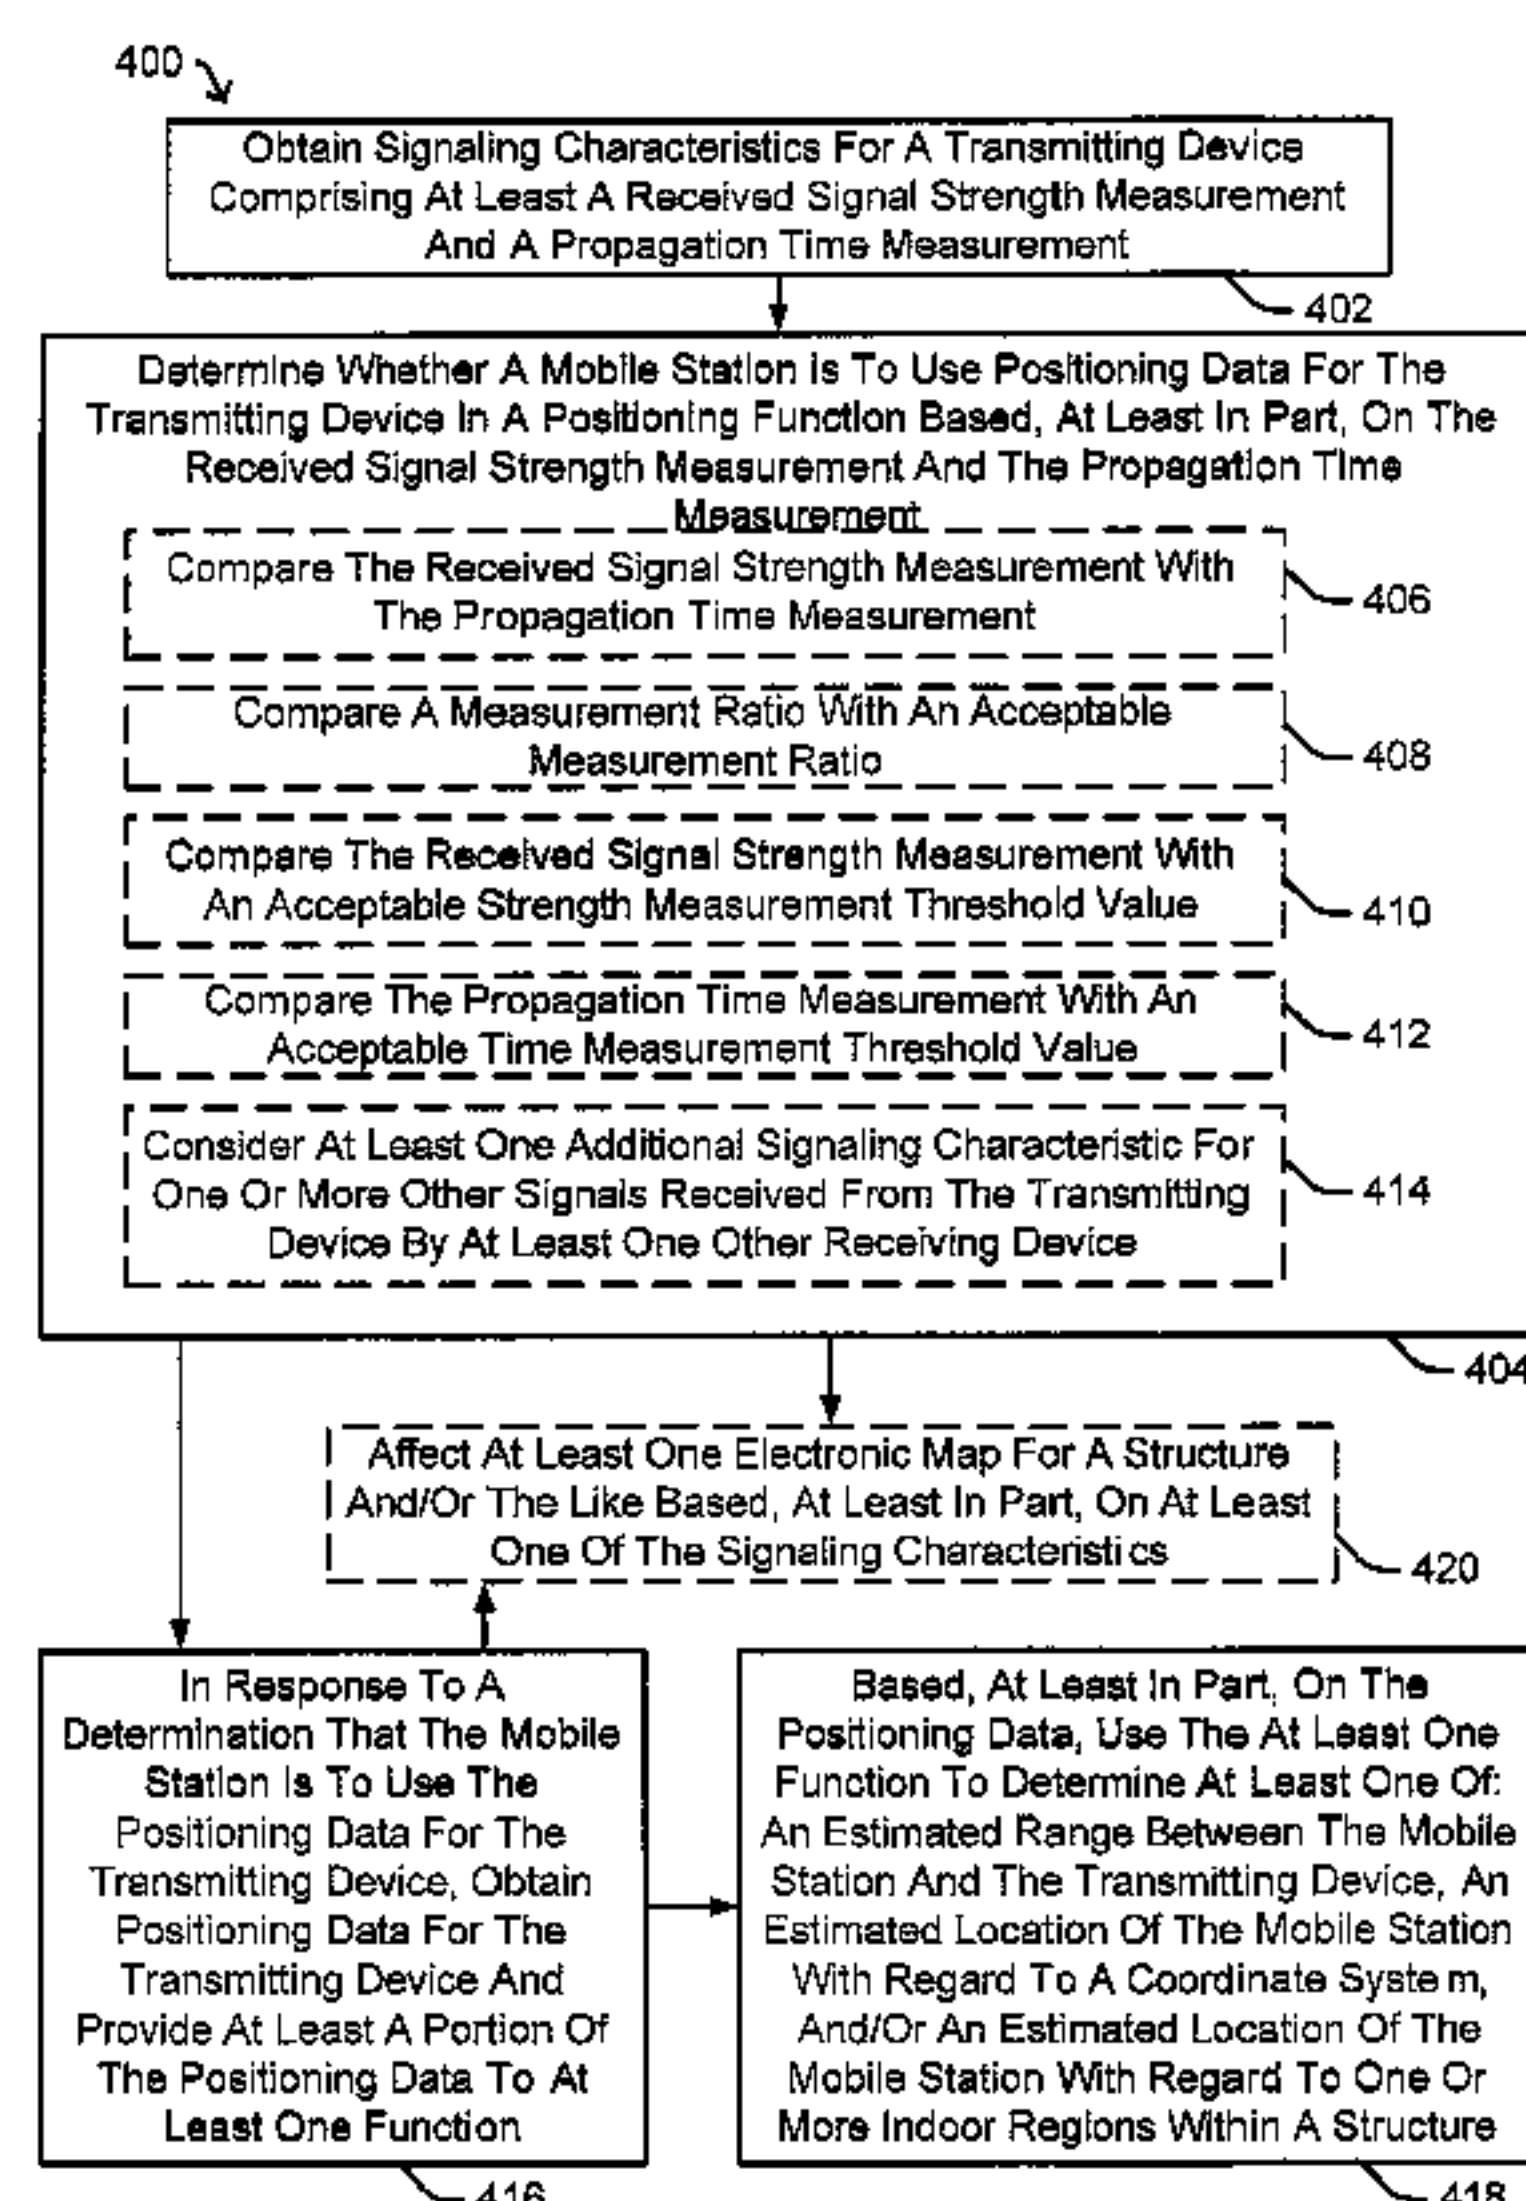 400
Obtain Signaling Characteristics For A Transmitting Device
Comprising At Least A Received Signal Strength Measurement
And A Propagation Time Measurement
402
Determine Whether A Mobile Station is To Use Positioning Data For The
Transmitting Device In A Positioning Function Based, At Least In Part, On The
Received Signal Strength Measurement And The Propagation Time
Measurement
Compare The Received Signal Strength Measurement With
The Propagation Time Measurement
406
Compare A Measurement Ratio With An Acceptable
Measurement Ratio
408
Compare The Received Signal Strength Measurement With
An Acceptable Strength Measurement Threshold Value
410
Compare The Propagation Time Measurement With An
Acceptable Time Measurement Threshold Value
412
Consider At Least One Additional Signaling Characteristic For
One Or More Other Signals Received From The Transmitting
Device By At Least One Other Receiving Device
414
404
Affect At Least One Electronic Map For A Structure
And/Or The Like Based, At Least In Part, On At Least
One Of The Signaling Characteristics
420
In Response To A
Determination That The Mobile
Station Is To Use The
Positioning Data For The
Transmitting Device, Obtain
Positioning Data For The
Transmitting Device And
Provide At Least A Portion Of
The Positioning Data To At
Least One Function
416
Based, At Least In Part, On The
Positioning Data, Use The At Least One
Function To Determine At Least One Of:
An Estimated Range Between The Mobile
Station And The Transmitting Device, An
Estimated Location Of The Mobile Station
With Regard To A Coordinate System,
And/Or An Estimated Location Of The
Mobile Station With Regard To One Or
More Indoor Regions Within A Structure
418